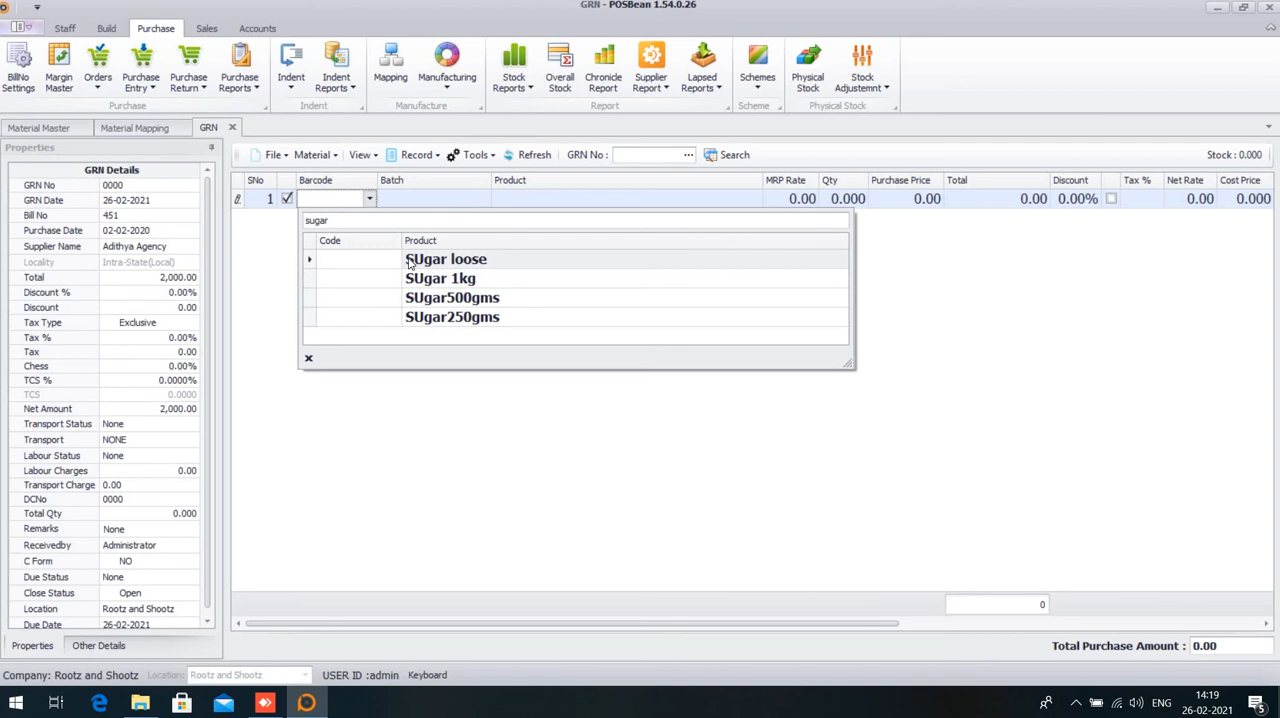 GRN - POSBean 1.54.0.26
Staff Build Purchase Sales Accounts
BillNo Settings
Margin Master
Orders
Purchase Entry
Purchase Return
Purchase Reports
Indent
Indent Reports
Mapping
Manufacturing
Stock Reports
Overall Stock
Chronicle Report
Supplier Report
Lapsed Reports
Schemes
Physical Stock
Stock Adjustemnt
Purchase Indent Manufacture Report Scheme Physical Stock
Material Master Material Mapping GRN
Properties
File Material View Record Tools Refresh GRN No : Search Stock : 0.000
GRN Details
GRN No 0000
GRN Date 26-02-2021
Bill No 451
Purchase Date 02-02-2020
Supplier Name Adithya Agency
Locality Intra-State(Local)
Total 2,000.00
Discount % 0.00%
Discount 0.00
Tax Type Exclusive
Tax % 0.00%
Tax 0.00
Chess 0.00%
TCS % 0.0000%
TCS 0.0000
Net Amount 2,000.00
Transport Status None
Transport NONE
Labour Status None
Labour Charges 0.00
Transport Charge 0.00
DCNo 0000
Total Qty 0.000
Remarks None
Receivedby Administrator
C Form NO
Due Status None
Close Status Open
Location Rootz and Shootz
Due Date 26-02-2021
Properties Other Details
SNo Barcode Batch Product MRP Rate Qty Purchase Price Total Discount Tax % Net Rate Cost Price
1 0.00 0.000 0.00 0.00 0.00% 0.00 0.000
sugar
Code Product
SUgar loose
SUgar 1kg
SUgar500gms
SUgar250gms
0
Total Purchase Amount : 0.00
Company: Rootz and Shootz Location: Rootz and Shootz USER ID :admin Keyboard
ENG
14:19
26-02-2021
5